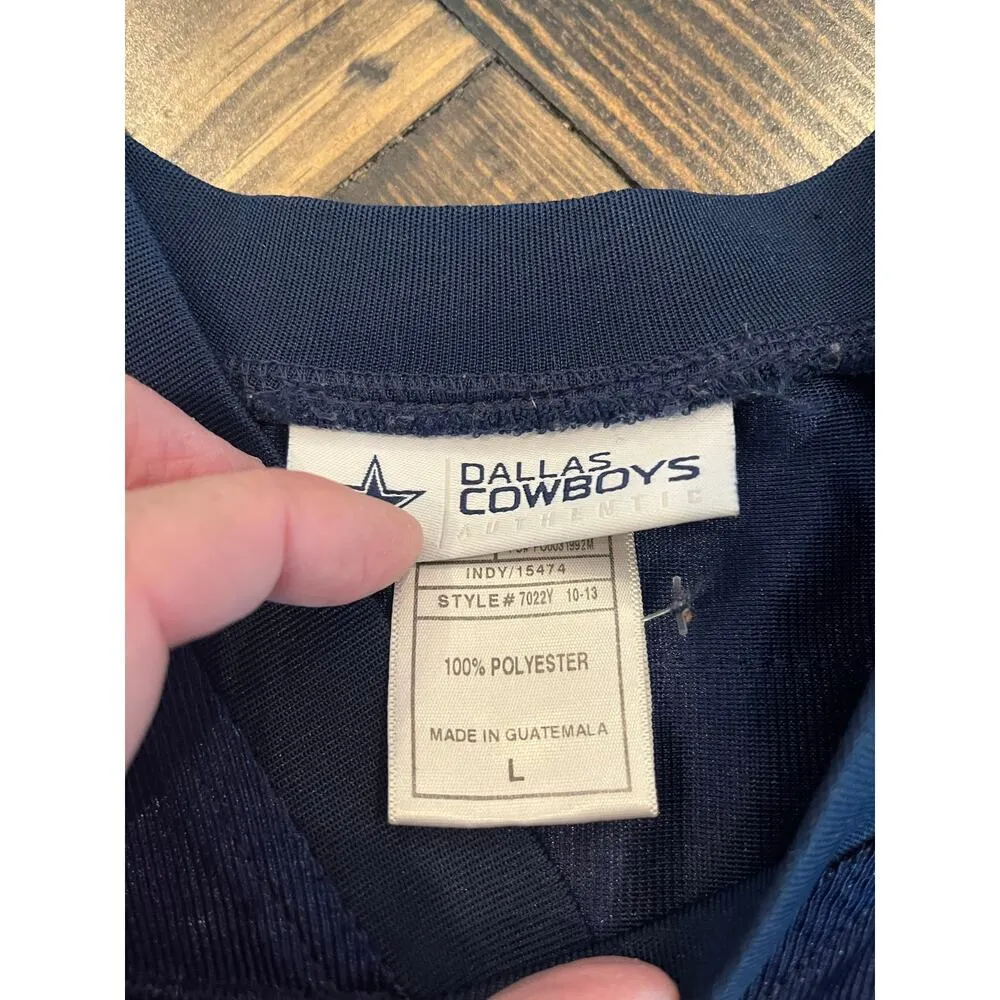 DALLAS
COWBOYS
AUTHENTIC
INDY/15474
STYLE# 7022Y 10-13
100% POLYESTER
MADE IN GUATEMALA
L